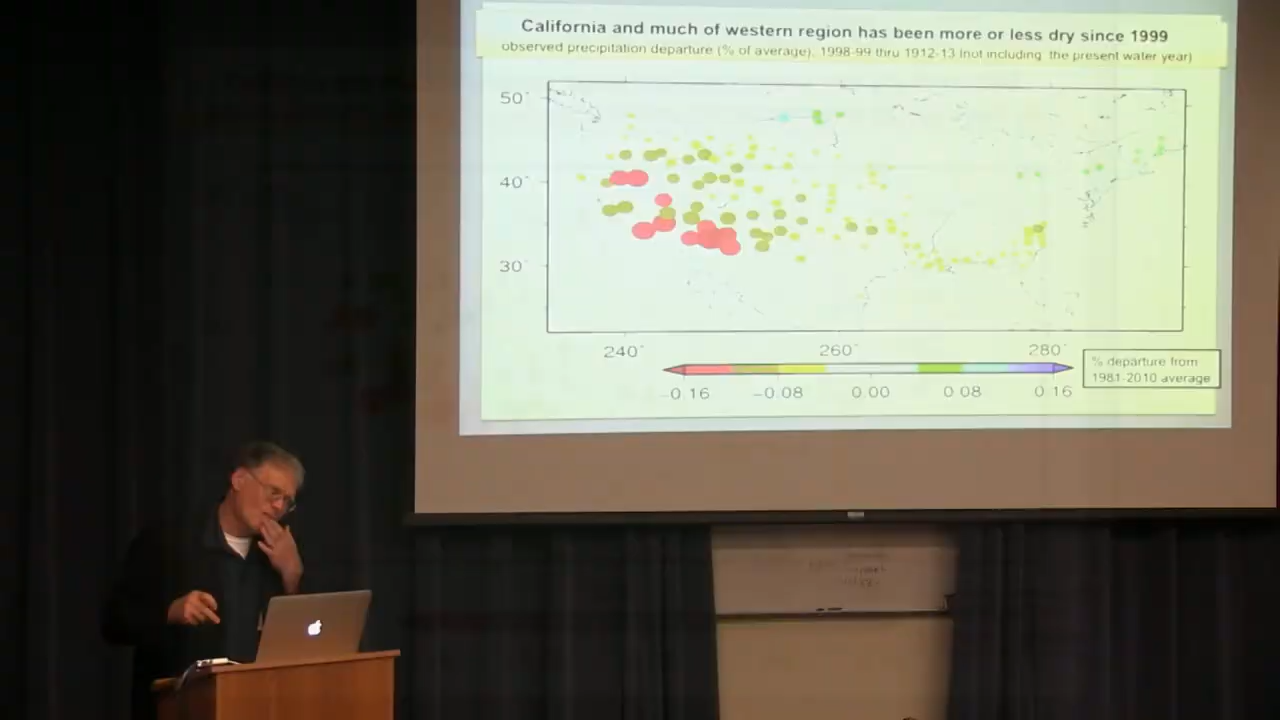 California and much of western region has been more or less dry since 1999
observed precipitation departure (% of average), 1998-99 thru 1912-13 (not including the present water year)
50°
40°
30°
240° 260° 280°
-0.16 -0.08 0.00 0 08 0 16
% departure from
1981-2010 average